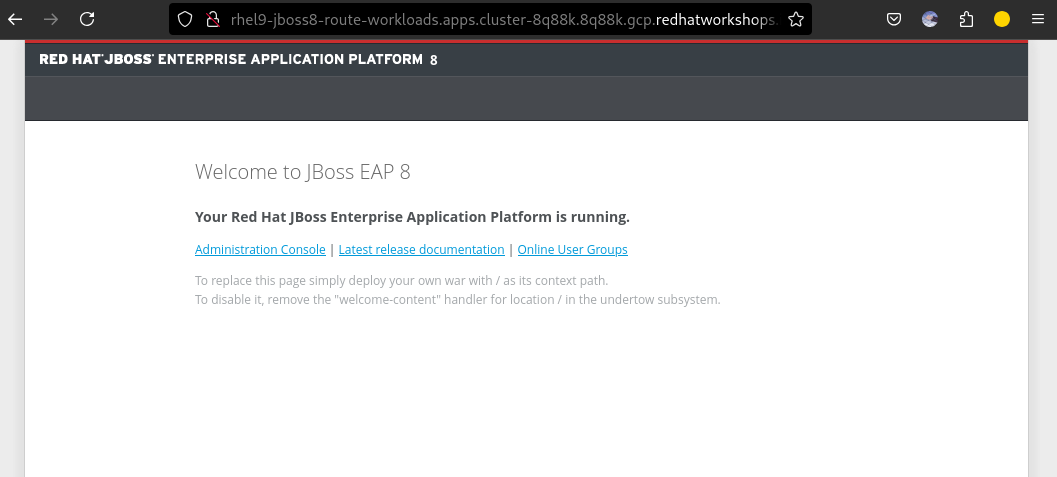 rhel9-jboss8-route-workloads.apps.cluster-8q88k.8q88k.gcp.redhatworkshops.
RED HAT® JBOSS® ENTERPRISE APPLICATION PLATFORM 8
Welcome to JBoss EAP 8
Your Red Hat JBoss Enterprise Application Platform is running.
Administration Console | Latest release documentation | Online User Groups
To replace this page simply deploy your own war with / as its context path.
To disable it, remove the "welcome-content" handler for location / in the undertow subsystem.